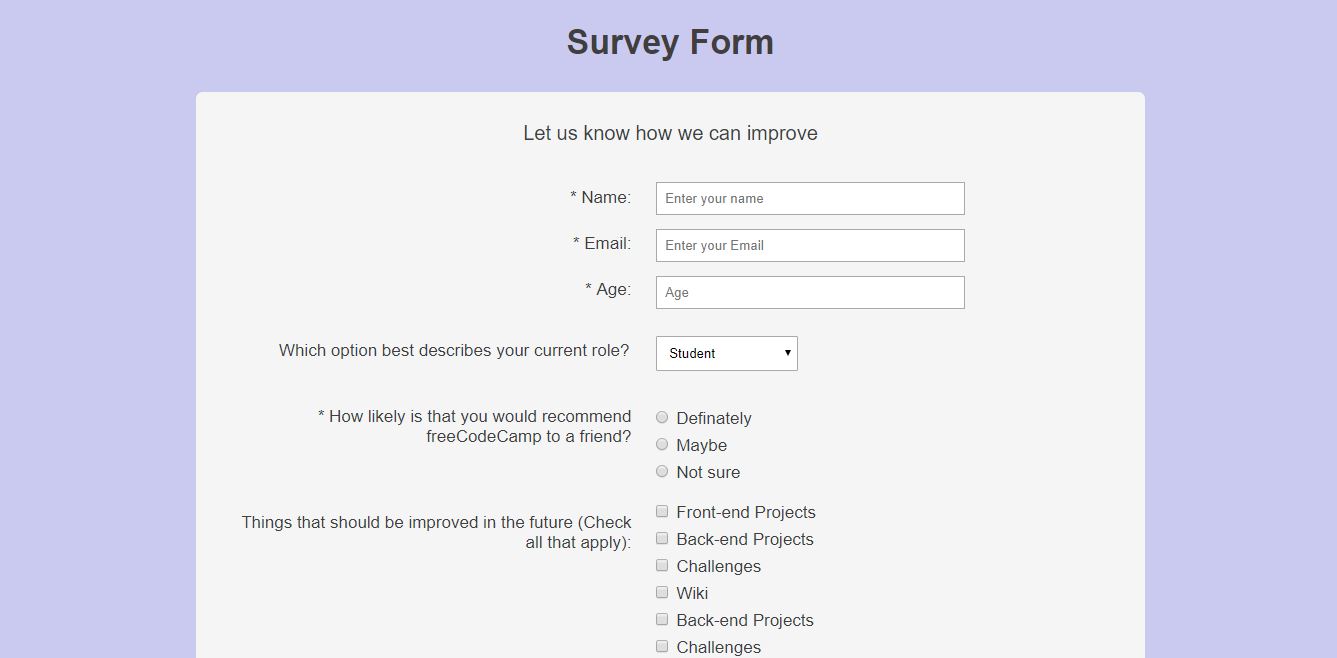 Survey Form
Let us know how we can improve
* Name:
Enter your name
* Email:
Enter your Email
* Age:
Age
Which option best describes your current role?
Student
* How likely is that you would recommend
freeCodeCamp to a friend?
Definately
Maybe
Not sure
Things that should be improved in the future (Check
all that apply):
Front-end Projects
Back-end Projects
Challenges
Wiki
Back-end Projects
Challenges